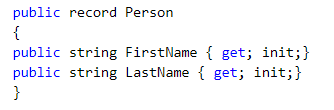 public record Person
{
public string FirstName { get; init;}
public string LastName { get; init;}
}